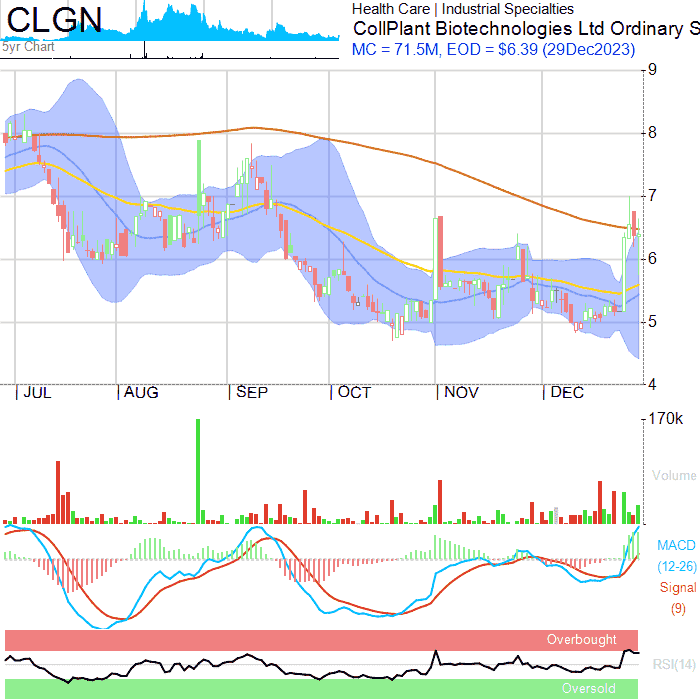 CLGN
5yr Chart
Health Care | Industrial Specialties
CollPlant Biotechnologies Ltd Ordinary S
MC = 71.5M, EOD = $6.39 (29Dec2023)
9
8
7
6
5
4
|JUL |AUG |SEP |OCT |NOV |DEC
170k
Volume
MACD
(12-26)
Signal
(9)
Overbought
RSI(14)
Oversold